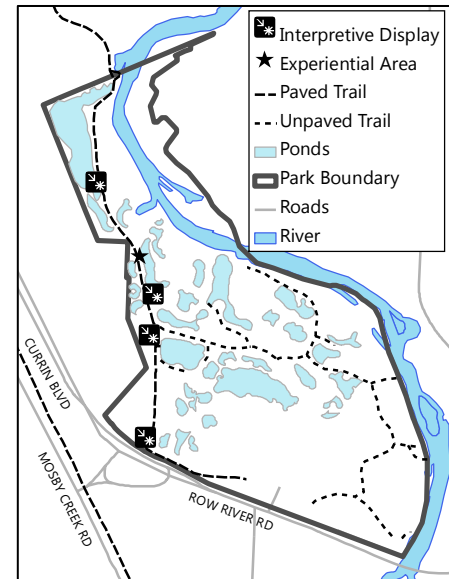 Interpretive Display
Experiential Area
Paved Trail
Unpaved Trail
Ponds
Park Boundary
Roads
River
CURRIN BLVD
MOSBY CREEK RD
ROW RIVER RD